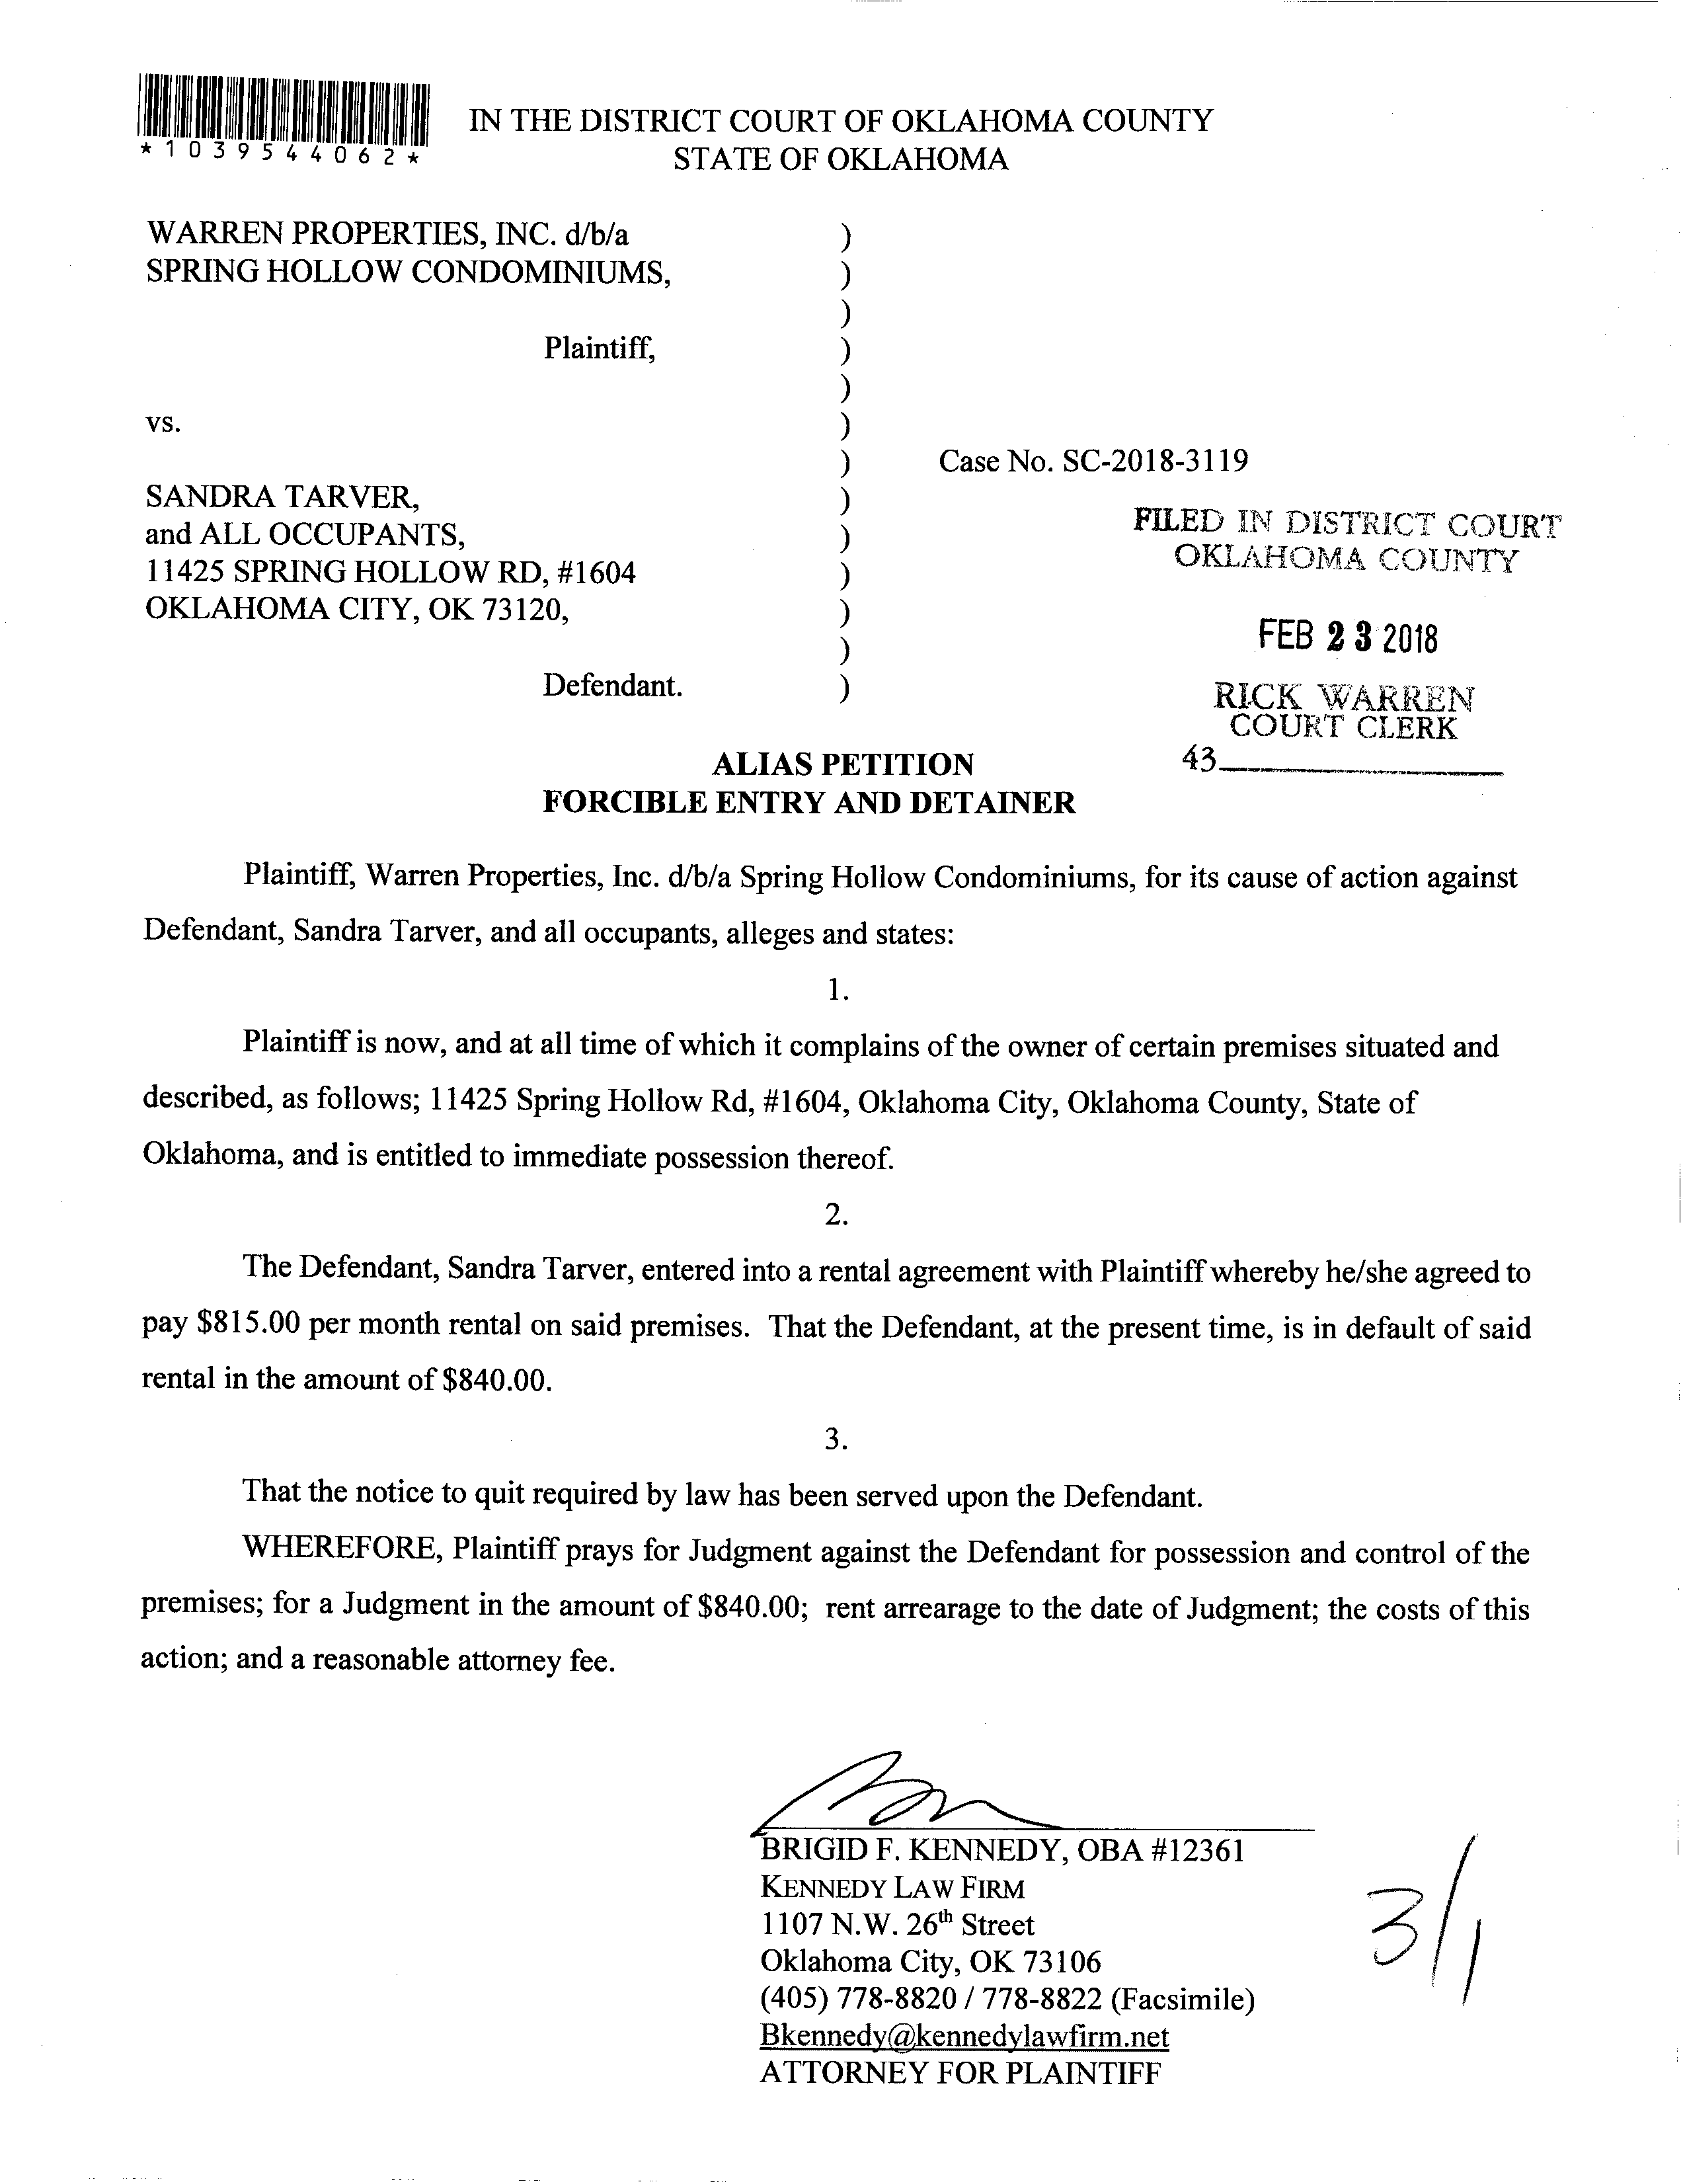 *1039544062*
IN THE DISTRICT COURT OF OKLAHOMA COUNTY
STATE OF OKLAHOMA
WARREN PROPERTIES, INC. d/b/a )
SPRING HOLLOW CONDOMINIUMS, )
)
Plaintiff, )
)
vs. )
) Case No. SC-2018-3119
SANDRA TARVER, )
and ALL OCCUPANTS, )
11425 SPRING HOLLOW RD, #1604 )
OKLAHOMA CITY, OK 73120, )
)
Defendant. )
FILED IN DISTRICT COURT
OKLAHOMA COUNTY
FEB 23 2018
RICK WARREN
COURT CLERK
43
ALIAS PETITION
FORCIBLE ENTRY AND DETAINER
Plaintiff, Warren Properties, Inc. d/b/a Spring Hollow Condominiums, for its cause of action against
Defendant, Sandra Tarver, and all occupants, alleges and states:
1.
Plaintiff is now, and at all time of which it complains of the owner of certain premises situated and
described, as follows; 11425 Spring Hollow Rd, #1604, Oklahoma City, Oklahoma County, State of
Oklahoma, and is entitled to immediate possession thereof.
2.
The Defendant, Sandra Tarver, entered into a rental agreement with Plaintiff whereby he/she agreed to
pay $815.00 per month rental on said premises. That the Defendant, at the present time, is in default of said
rental in the amount of $840.00.
3.
That the notice to quit required by law has been served upon the Defendant.
WHEREFORE, Plaintiff prays for Judgment against the Defendant for possession and control of the
premises; for a Judgment in the amount of $840.00; rent arrearage to the date of Judgment; the costs of this
action; and a reasonable attorney fee.
BRIGID F. KENNEDY, OBA #12361
KENNEDY LAW FIRM
1107 N.W. 26th Street
Oklahoma City, OK 73106
(405) 778-8820 / 778-8822 (Facsimile)
Bkennedy@kennedylawfirm.net
ATTORNEY FOR PLAINTIFF
3/1